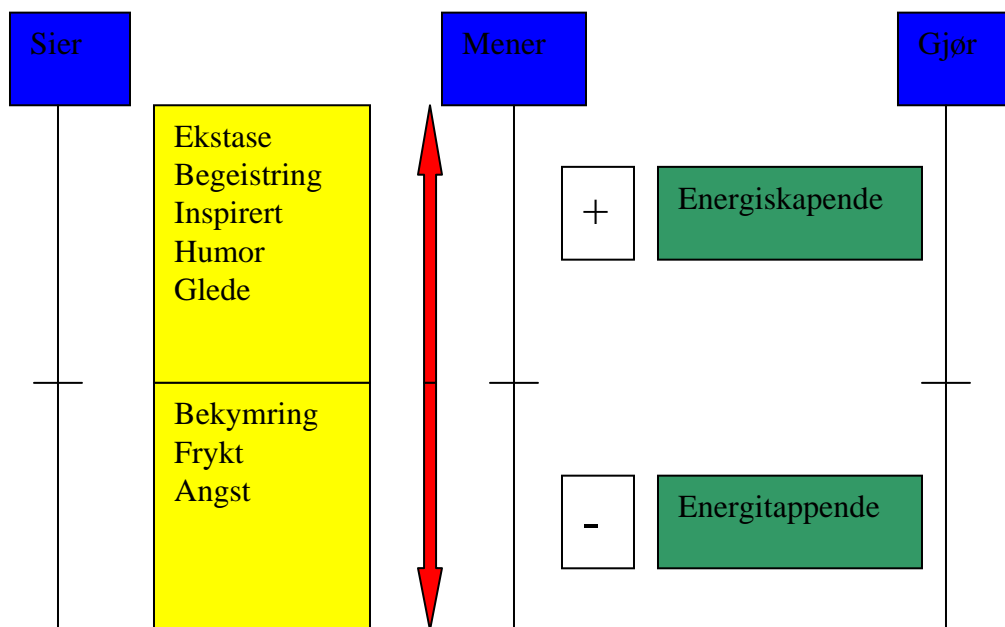 Sier
Mener
Gjør
Ekstase
Begeistring
Inspirert
Humor
Glede
+
Energiskapende
Bekymring
Frykt
Angst
-
Energitappende